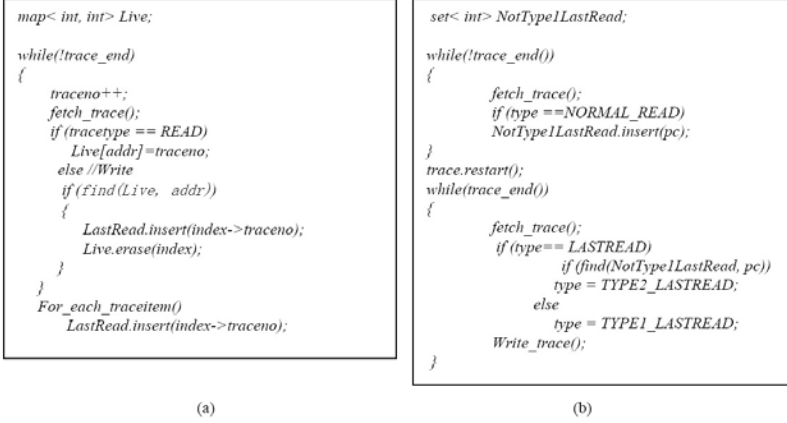 map< int, int> Live;
while(!trace_end)
{
traceno++;
fetch_trace();
if (tracetype == READ)
Live[addr]=traceno;
else //Write
if (find(Live, addr))
{
LastRead.insert(index->traceno);
Live.erase(index);
}
}
For_each_traceitem()
LastRead.insert(index->traceno);
(a)
set< int> NotType1LastRead;
while(!trace_end())
{
fetch_trace();
if (type ==NORMAL_READ)
NotType1LastRead.insert(pc);
}
trace.restart();
while(trace_end())
{
fetch_trace();
if (type== LASTREAD)
if (find(NotType1LastRead, pc))
type = TYPE2_LASTREAD;
else
type = TYPE1_LASTREAD;
Write_trace();
}
(b)